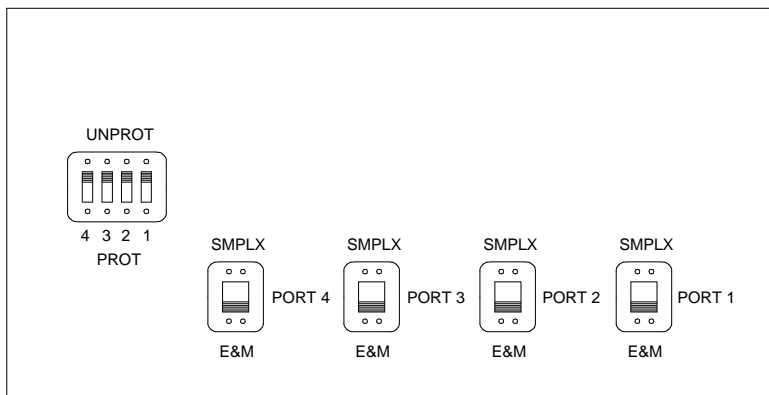 UNPROT
4 3 2 1
PROT
SMPLX SMPLX SMPLX SMPLX
PORT 4 PORT 3 PORT 2 PORT 1
E&M E&M E&M E&M